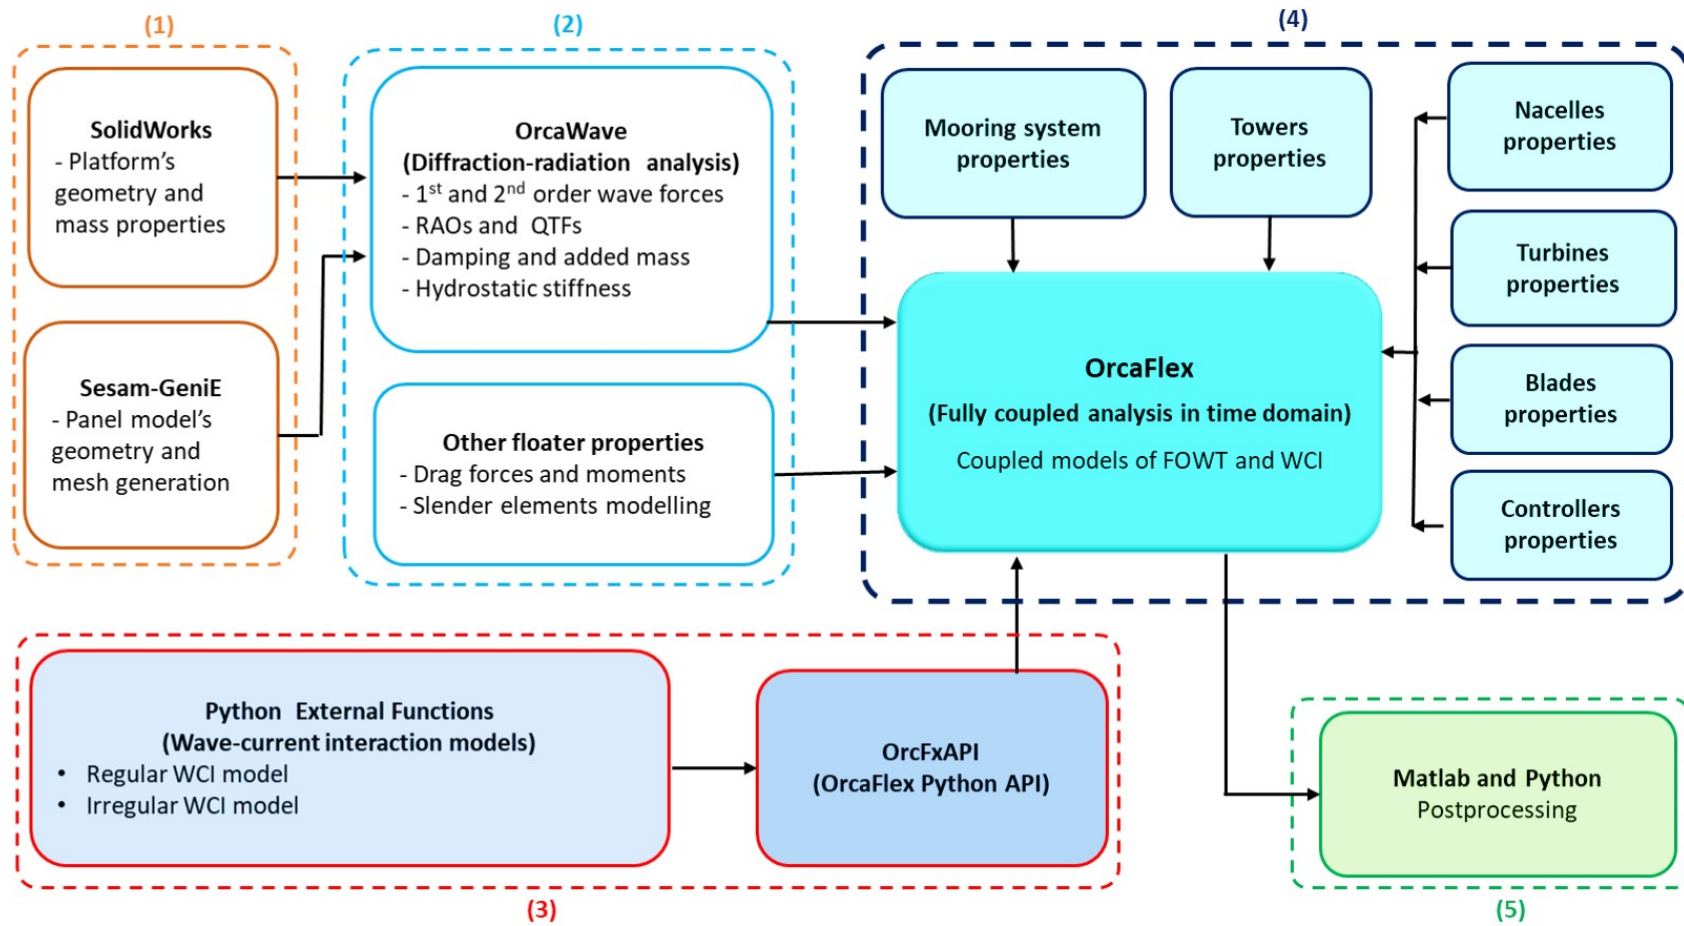 (1)
SolidWorks
- Platform's
geometry and
mass properties
Sesam-GeniE
- Panel model's
geometry and
mesh generation
(2)
OrcaWave
(Diffraction-radiation analysis)
- 1st and 2nd order wave forces
- RAOs and QTFs
- Damping and added mass
- Hydrostatic stiffness
Other floater properties
- Drag forces and moments
- Slender elements modelling
(4)
Mooring system
properties
Towers
properties
Nacelles
properties
Turbines
properties
Blades
properties
Controllers
properties
OrcaFlex
(Fully coupled analysis in time domain)
Coupled models of FOWT and WCI
Python External Functions
(Wave-current interaction models)
• Regular WCI model
• Irregular WCI model
OrcFxAPI
(OrcaFlex Python API)
(3)
Matlab and Python
Postprocessing
(5)